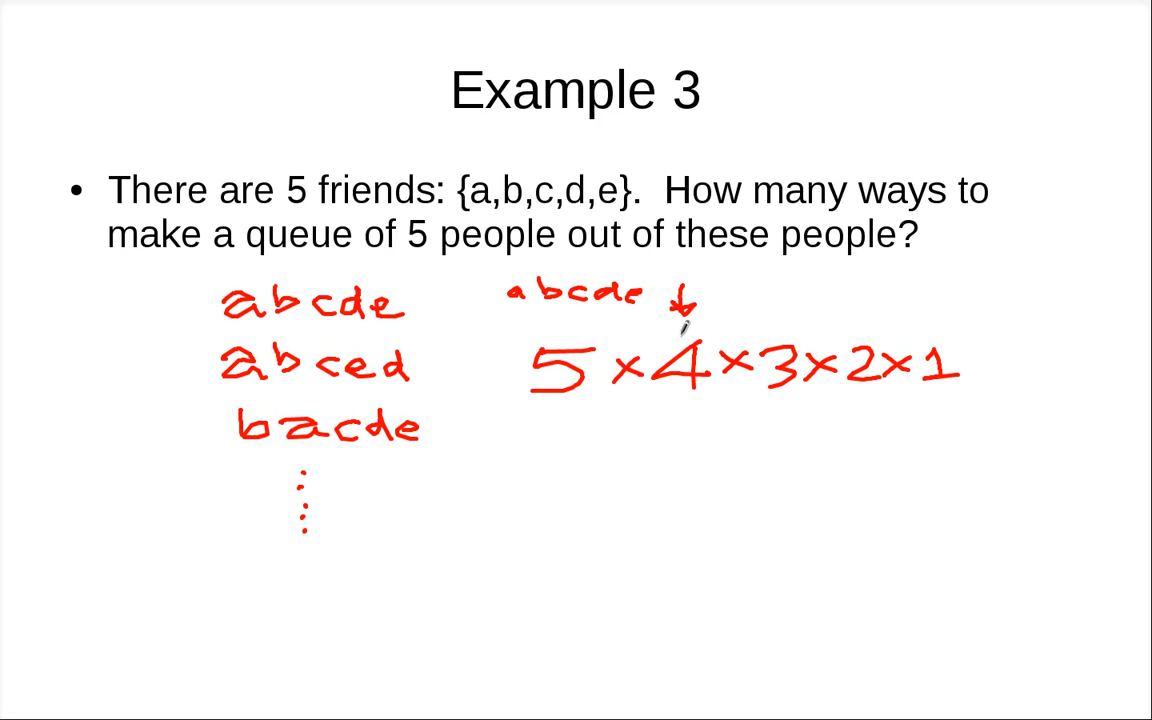 Example 3
• There are 5 friends: {a,b,c,d,e}. How many ways to
make a queue of 5 people out of these people?
abcde
abced
bacde
abcde
5 × 4 × 3 × 2 × 1